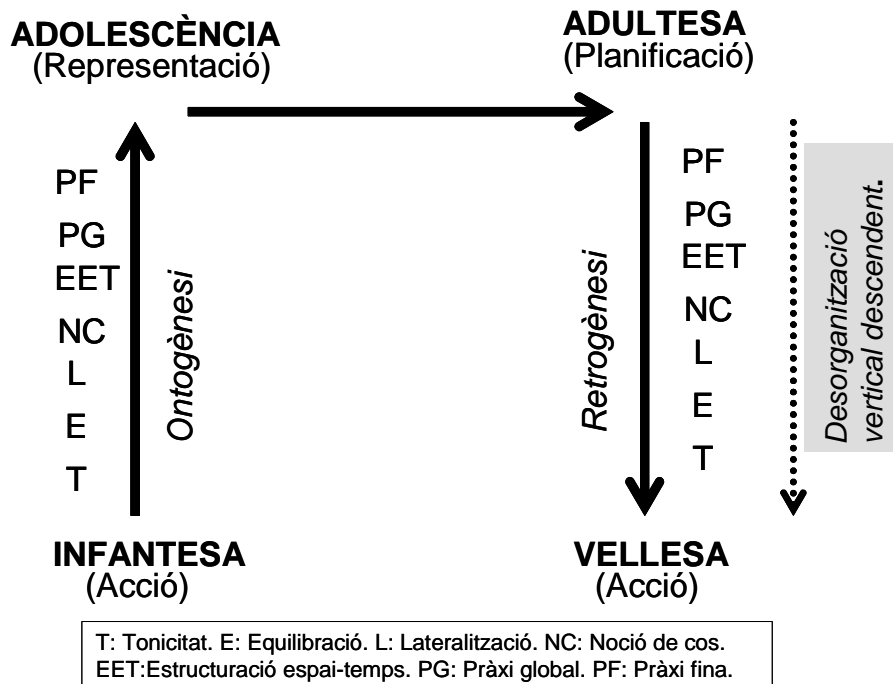 ADOLESCÈNCIA
(Representació)
ADULTESA
(Planificació)
PF
PG
EET
NC
L
E
T
Ontogènesi
Retrogènesi
PF
PG
EET
NC
L
E
T
Desorganització
vertical descendent.
INFANTESA
(Acció)
VELLESA
(Acció)
T: Tonicitat. E: Equilibració. L: Lateralització. NC: Noció de cos.
EET:Estructuració espai-temps. PG: Pràxi global. PF: Pràxi fina.